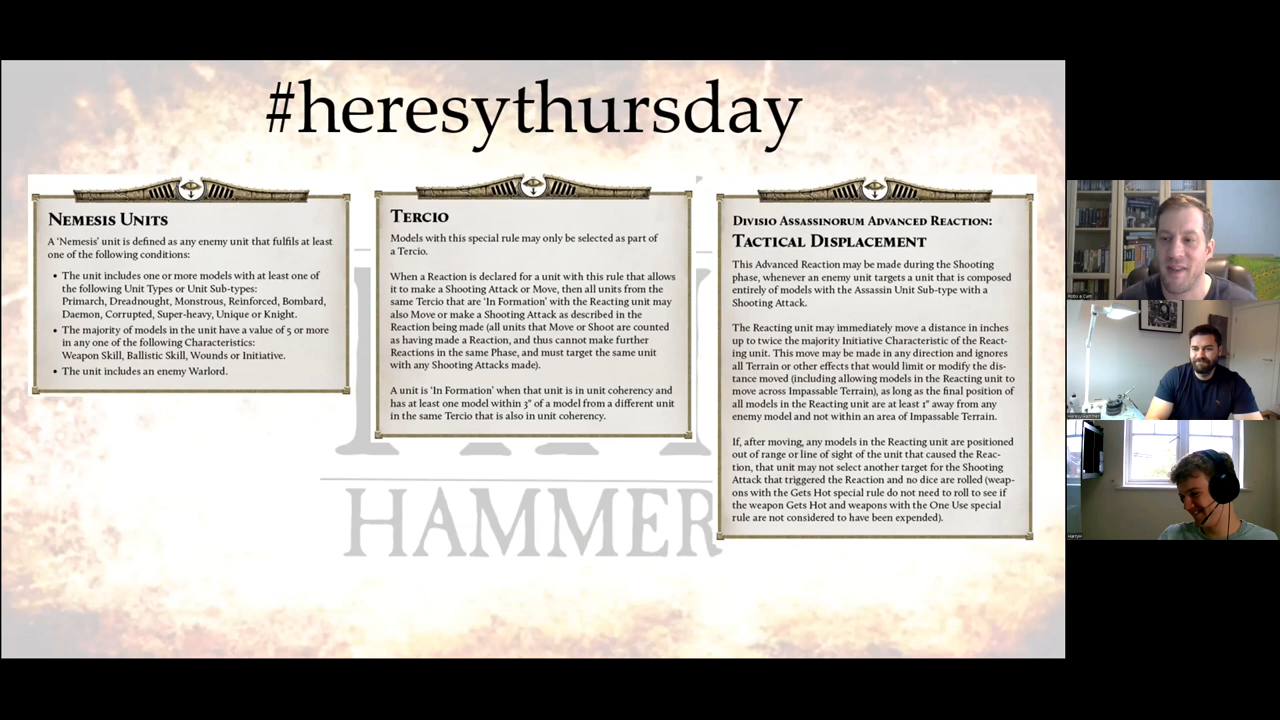 #heresythursday
NEMESIS UNITS
A 'Nemesis' unit is defined as any enemy unit that fulfils at least
one of the following conditions:
• The unit includes one or more models with at least one of
the following Unit Types or Unit Sub-types:
Primarch, Dreadnought, Monstrous, Reinforced, Bombard,
Daemon, Corrupted, Super-heavy, Unique or Knight.
• The majority of models in the unit have a value of 5 or more
in any one of the following Characteristics:
Weapon Skill, Ballistic Skill, Wounds or Initiative.
• The unit includes an enemy Warlord.
TERCIO
Models with this special rule may only be selected as part of
a Tercio.
When a Reaction is declared for a unit with this rule that allows
it to make a Shooting Attack or Move, then all units from the
same Tercio that are 'In Formation' with the Reacting unit may
also Move or make a Shooting Attack as described in the
Reaction being made (all units that Move or Shoot are counted
as having made a Reaction, and thus cannot make further
Reactions in the same Phase, and must target the same unit
with any Shooting Attacks made).
A unit is 'In Formation' when that unit is in unit coherency and
has at least one model within 3" of a model from a different unit
in the same Tercio that is also in unit coherency.
DIVISIO ASSASSINORUM ADVANCED REACTION:
TACTICAL DISPLACEMENT
This Advanced Reaction may be made during the Shooting
phase, whenever an enemy unit targets a unit that is composed
entirely of models with the Assassin Unit Sub-type with a
Shooting Attack.
The Reacting unit may immediately move a distance in inches
up to twice the majority Initiative Characteristic of the React-
ing unit. This move may be made in any direction and ignores
all Terrain or other effects that would limit or modify the dis-
tance moved (including allowing models in the Reacting unit to
move across Impassable Terrain), as long as the final position of
all models in the Reacting unit are at least 1" away from any
enemy model and not within an area of Impassable Terrain.
If, after moving, any models in the Reacting unit are positioned
out of range or line of sight of the unit that caused the Reac-
tion, that unit may not select another target for the Shooting
Attack that triggered the Reaction and no dice are rolled (weap-
ons with the Gets Hot special rule do not need to roll to see if
the weapon Gets Hot and weapons with the One Use special
rule are not considered to have been expended).
HAMMER